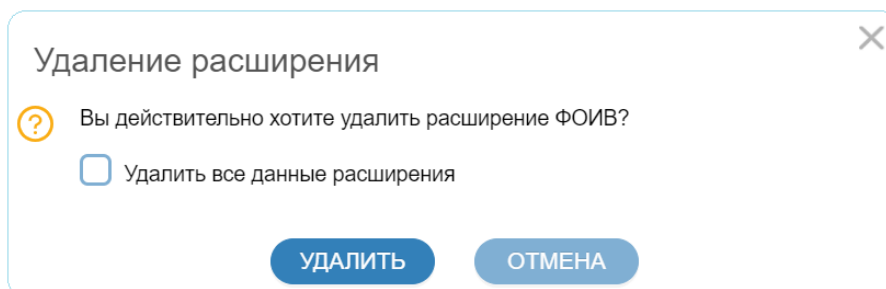 Удаление расширения
Вы действительно хотите удалить расширение ФОИВ?
Удалить все данные расширения
УДАЛИТЬ ОТМЕНА